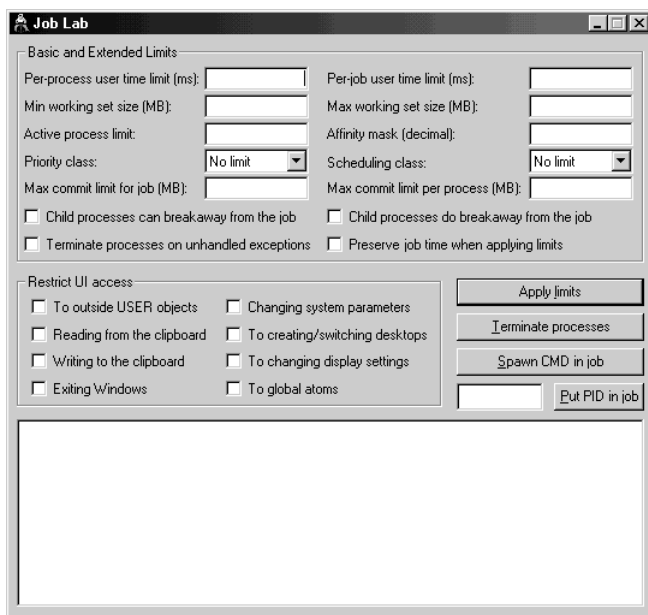 Job Lab
Basic and Extended Limits
Per-process user time limit (ms): Per-job user time limit (ms):
Min working set size (MB): Max working set size (MB):
Active process limit: Affinity mask (decimal):
Priority class: No limit Scheduling class: No limit
Max commit limit for job (MB): Max commit limit per process (MB):
Child processes can breakaway from the job Child processes do breakaway from the job
Terminate processes on unhandled exceptions Preserve job time when applying limits
Restrict UI access
To outside USER objects Changing system parameters
Reading from the clipboard To creating/switching desktops
Writing to the clipboard To changing display settings
Exiting Windows To global atoms
Apply limits
Terminate processes
Spawn CMD in job
Put PID in job